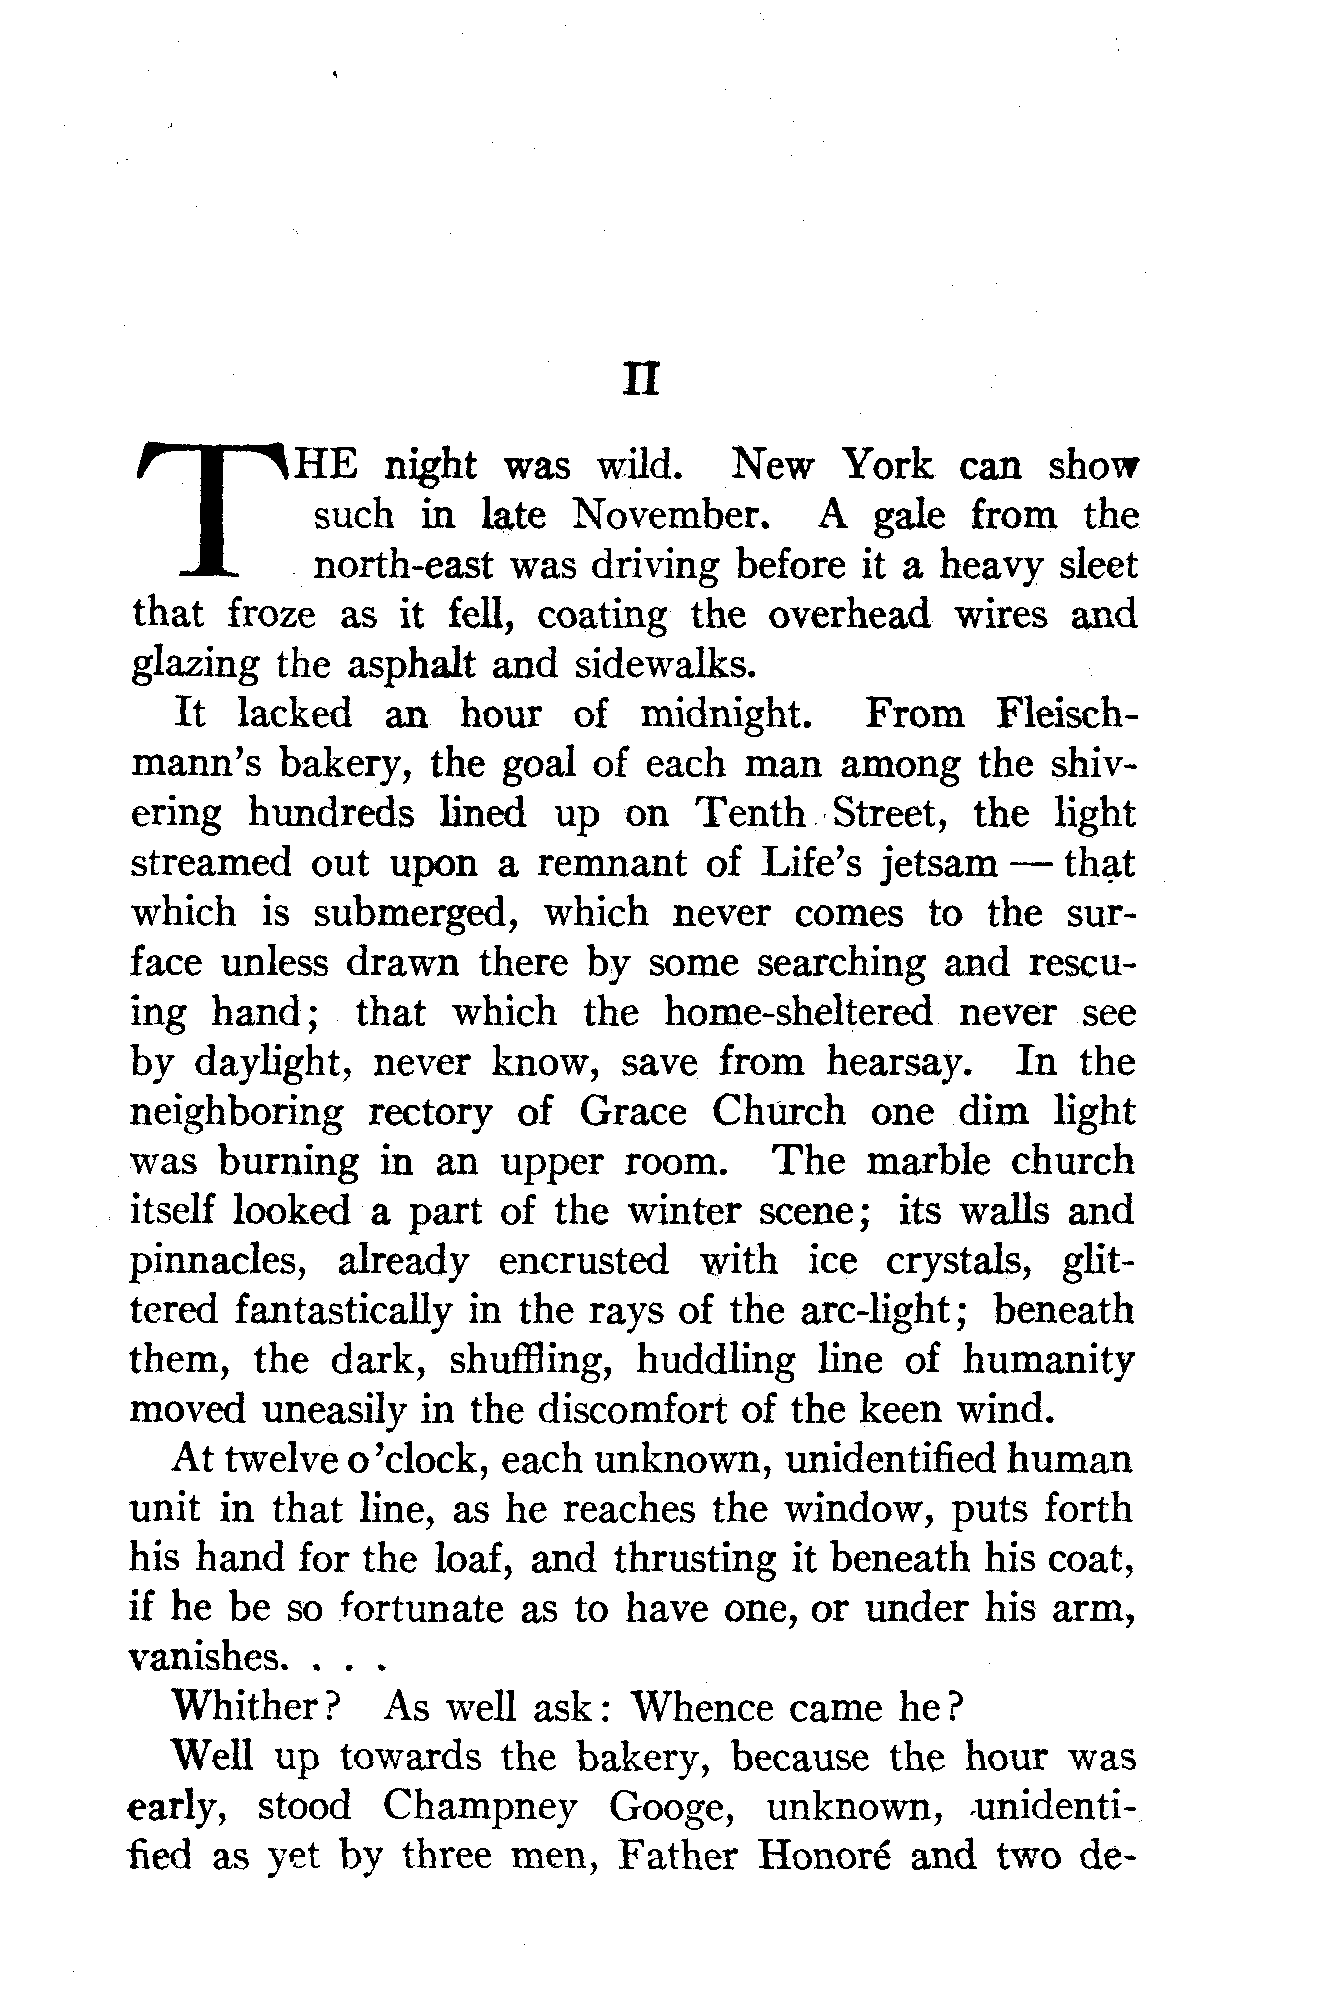 II
THE night was wild. New York can show
such in late November. A gale from the
north-east was driving before it a heavy sleet
that froze as it fell, coating the overhead wires and
glazing the asphalt and sidewalks.
It lacked an hour of midnight. From Fleisch-
mann's bakery, the goal of each man among the shiv-
ering hundreds lined up on Tenth Street, the light
streamed out upon a remnant of Life's jetsam — that
which is submerged, which never comes to the sur-
face unless drawn there by some searching and rescu-
ing hand; that which the home-sheltered never see
by daylight, never know, save from hearsay. In the
neighboring rectory of Grace Church one dim light
was burning in an upper room. The marble church
itself looked a part of the winter scene; its walls and
pinnacles, already encrusted with ice crystals, glit-
tered fantastically in the rays of the arc-light; beneath
them, the dark, shuffling, huddling line of humanity
moved uneasily in the discomfort of the keen wind.
At twelve o'clock, each unknown, unidentified human
unit in that line, as he reaches the window, puts forth
his hand for the loaf, and thrusting it beneath his coat,
if he be so fortunate as to have one, or under his arm,
vanishes. . . .
Whither? As well ask: Whence came he?
Well up towards the bakery, because the hour was
early, stood Champney Googe, unknown, unidenti-
fied as yet by three men, Father Honoré and two de-